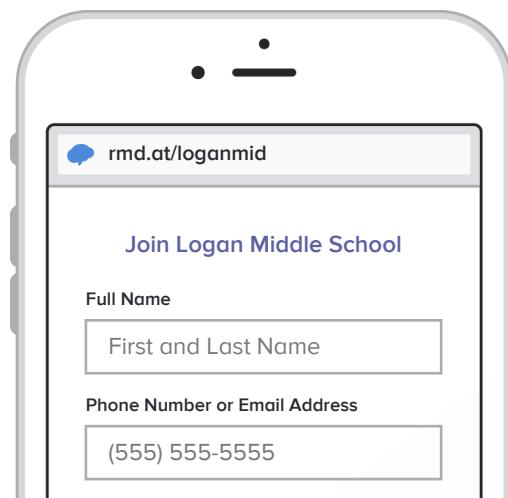 rmd.at/loganmid
Join Logan Middle School
Full Name
First and Last Name
Phone Number or Email Address
(555) 555-5555